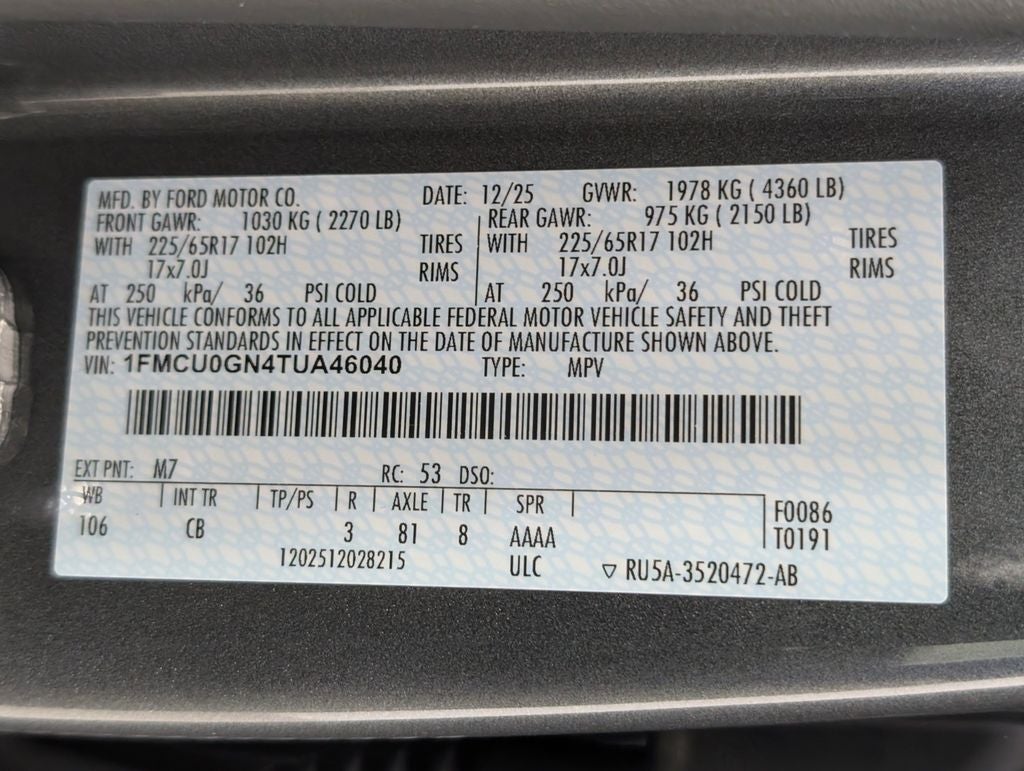 MFD. BY FORD MOTOR CO. DATE: 12/25 GVWR: 1978 KG ( 4360 LB)
FRONT GAWR: 1030 KG ( 2270 LB) REAR GAWR: 975 KG ( 2150 LB)
WITH 225/65R17 102H TIRES WITH 225/65R17 102H TIRES
17x7.0J RIMS 17x7.0J RIMS
AT 250 kPa/ 36 PSI COLD AT 250 kPa/ 36 PSI COLD
THIS VEHICLE CONFORMS TO ALL APPLICABLE FEDERAL MOTOR VEHICLE SAFETY AND THEFT
PREVENTION STANDARDS IN EFFECT ON THE DATE OF MANUFACTURE SHOWN ABOVE.
VIN: 1FMCU0GN4TUA46040 TYPE: MPV
EXT PNT: M7 RC: 53 DSO:
WB INT TR TP/PS R AXLE TR SPR F0086
106 CB 3 81 8 AAAA T0191
1202512028215 ULC RU5A-3520472-AB